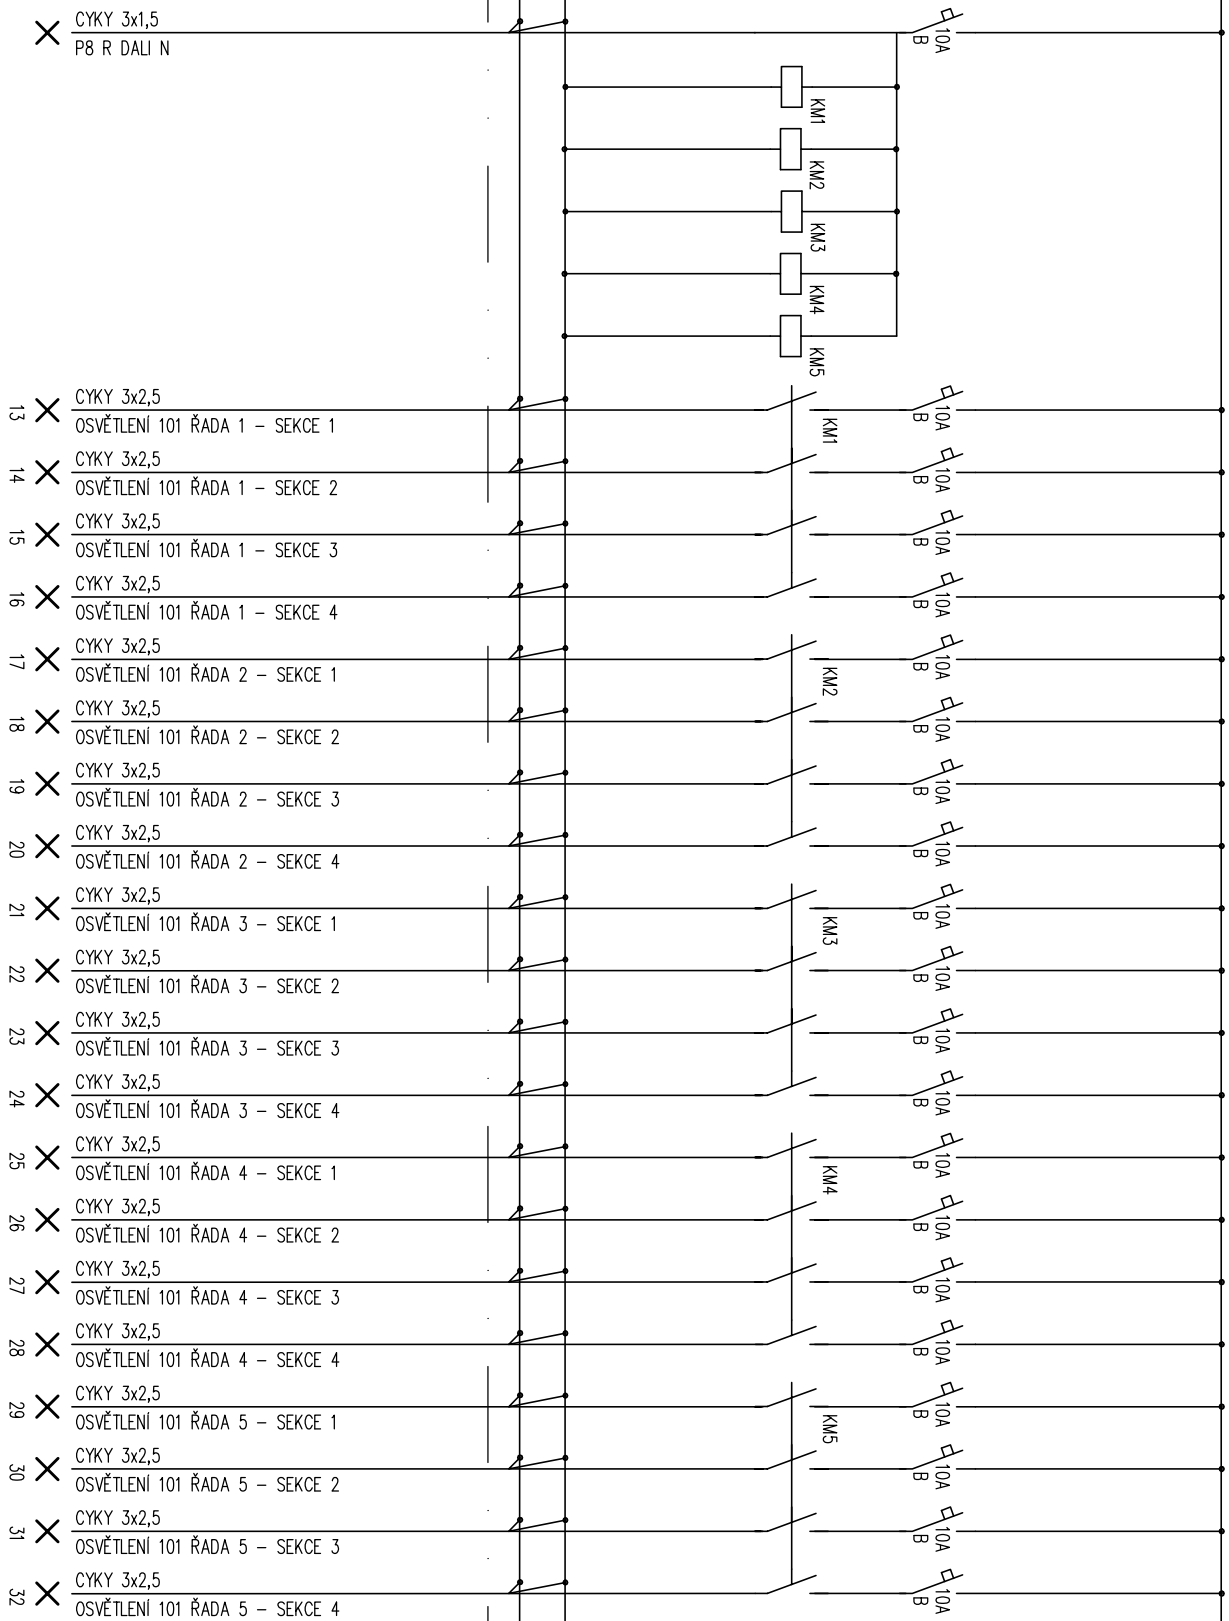 CYKY 3x1,5
P8 R DALI N
10A
B
KM1
KM2
KM3
KM4
KM5
13
CYKY 3x2,5
OSVĚTLENÍ 101 ŘADA 1 – SEKCE 1
KM1
10A
B
14
CYKY 3x2,5
OSVĚTLENÍ 101 ŘADA 1 – SEKCE 2
10A
B
15
CYKY 3x2,5
OSVĚTLENÍ 101 ŘADA 1 – SEKCE 3
10A
B
16
CYKY 3x2,5
OSVĚTLENÍ 101 ŘADA 1 – SEKCE 4
10A
B
17
CYKY 3x2,5
OSVĚTLENÍ 101 ŘADA 2 – SEKCE 1
KM2
10A
B
18
CYKY 3x2,5
OSVĚTLENÍ 101 ŘADA 2 – SEKCE 2
10A
B
19
CYKY 3x2,5
OSVĚTLENÍ 101 ŘADA 2 – SEKCE 3
10A
B
20
CYKY 3x2,5
OSVĚTLENÍ 101 ŘADA 2 – SEKCE 4
10A
B
21
CYKY 3x2,5
OSVĚTLENÍ 101 ŘADA 3 – SEKCE 1
KM3
10A
B
22
CYKY 3x2,5
OSVĚTLENÍ 101 ŘADA 3 – SEKCE 2
10A
B
23
CYKY 3x2,5
OSVĚTLENÍ 101 ŘADA 3 – SEKCE 3
10A
B
24
CYKY 3x2,5
OSVĚTLENÍ 101 ŘADA 3 – SEKCE 4
10A
B
25
CYKY 3x2,5
OSVĚTLENÍ 101 ŘADA 4 – SEKCE 1
KM4
10A
B
26
CYKY 3x2,5
OSVĚTLENÍ 101 ŘADA 4 – SEKCE 2
10A
B
27
CYKY 3x2,5
OSVĚTLENÍ 101 ŘADA 4 – SEKCE 3
10A
B
28
CYKY 3x2,5
OSVĚTLENÍ 101 ŘADA 4 – SEKCE 4
10A
B
29
CYKY 3x2,5
OSVĚTLENÍ 101 ŘADA 5 – SEKCE 1
KM5
10A
B
30
CYKY 3x2,5
OSVĚTLENÍ 101 ŘADA 5 – SEKCE 2
10A
B
31
CYKY 3x2,5
OSVĚTLENÍ 101 ŘADA 5 – SEKCE 3
10A
B
32
CYKY 3x2,5
OSVĚTLENÍ 101 ŘADA 5 – SEKCE 4
10A
B